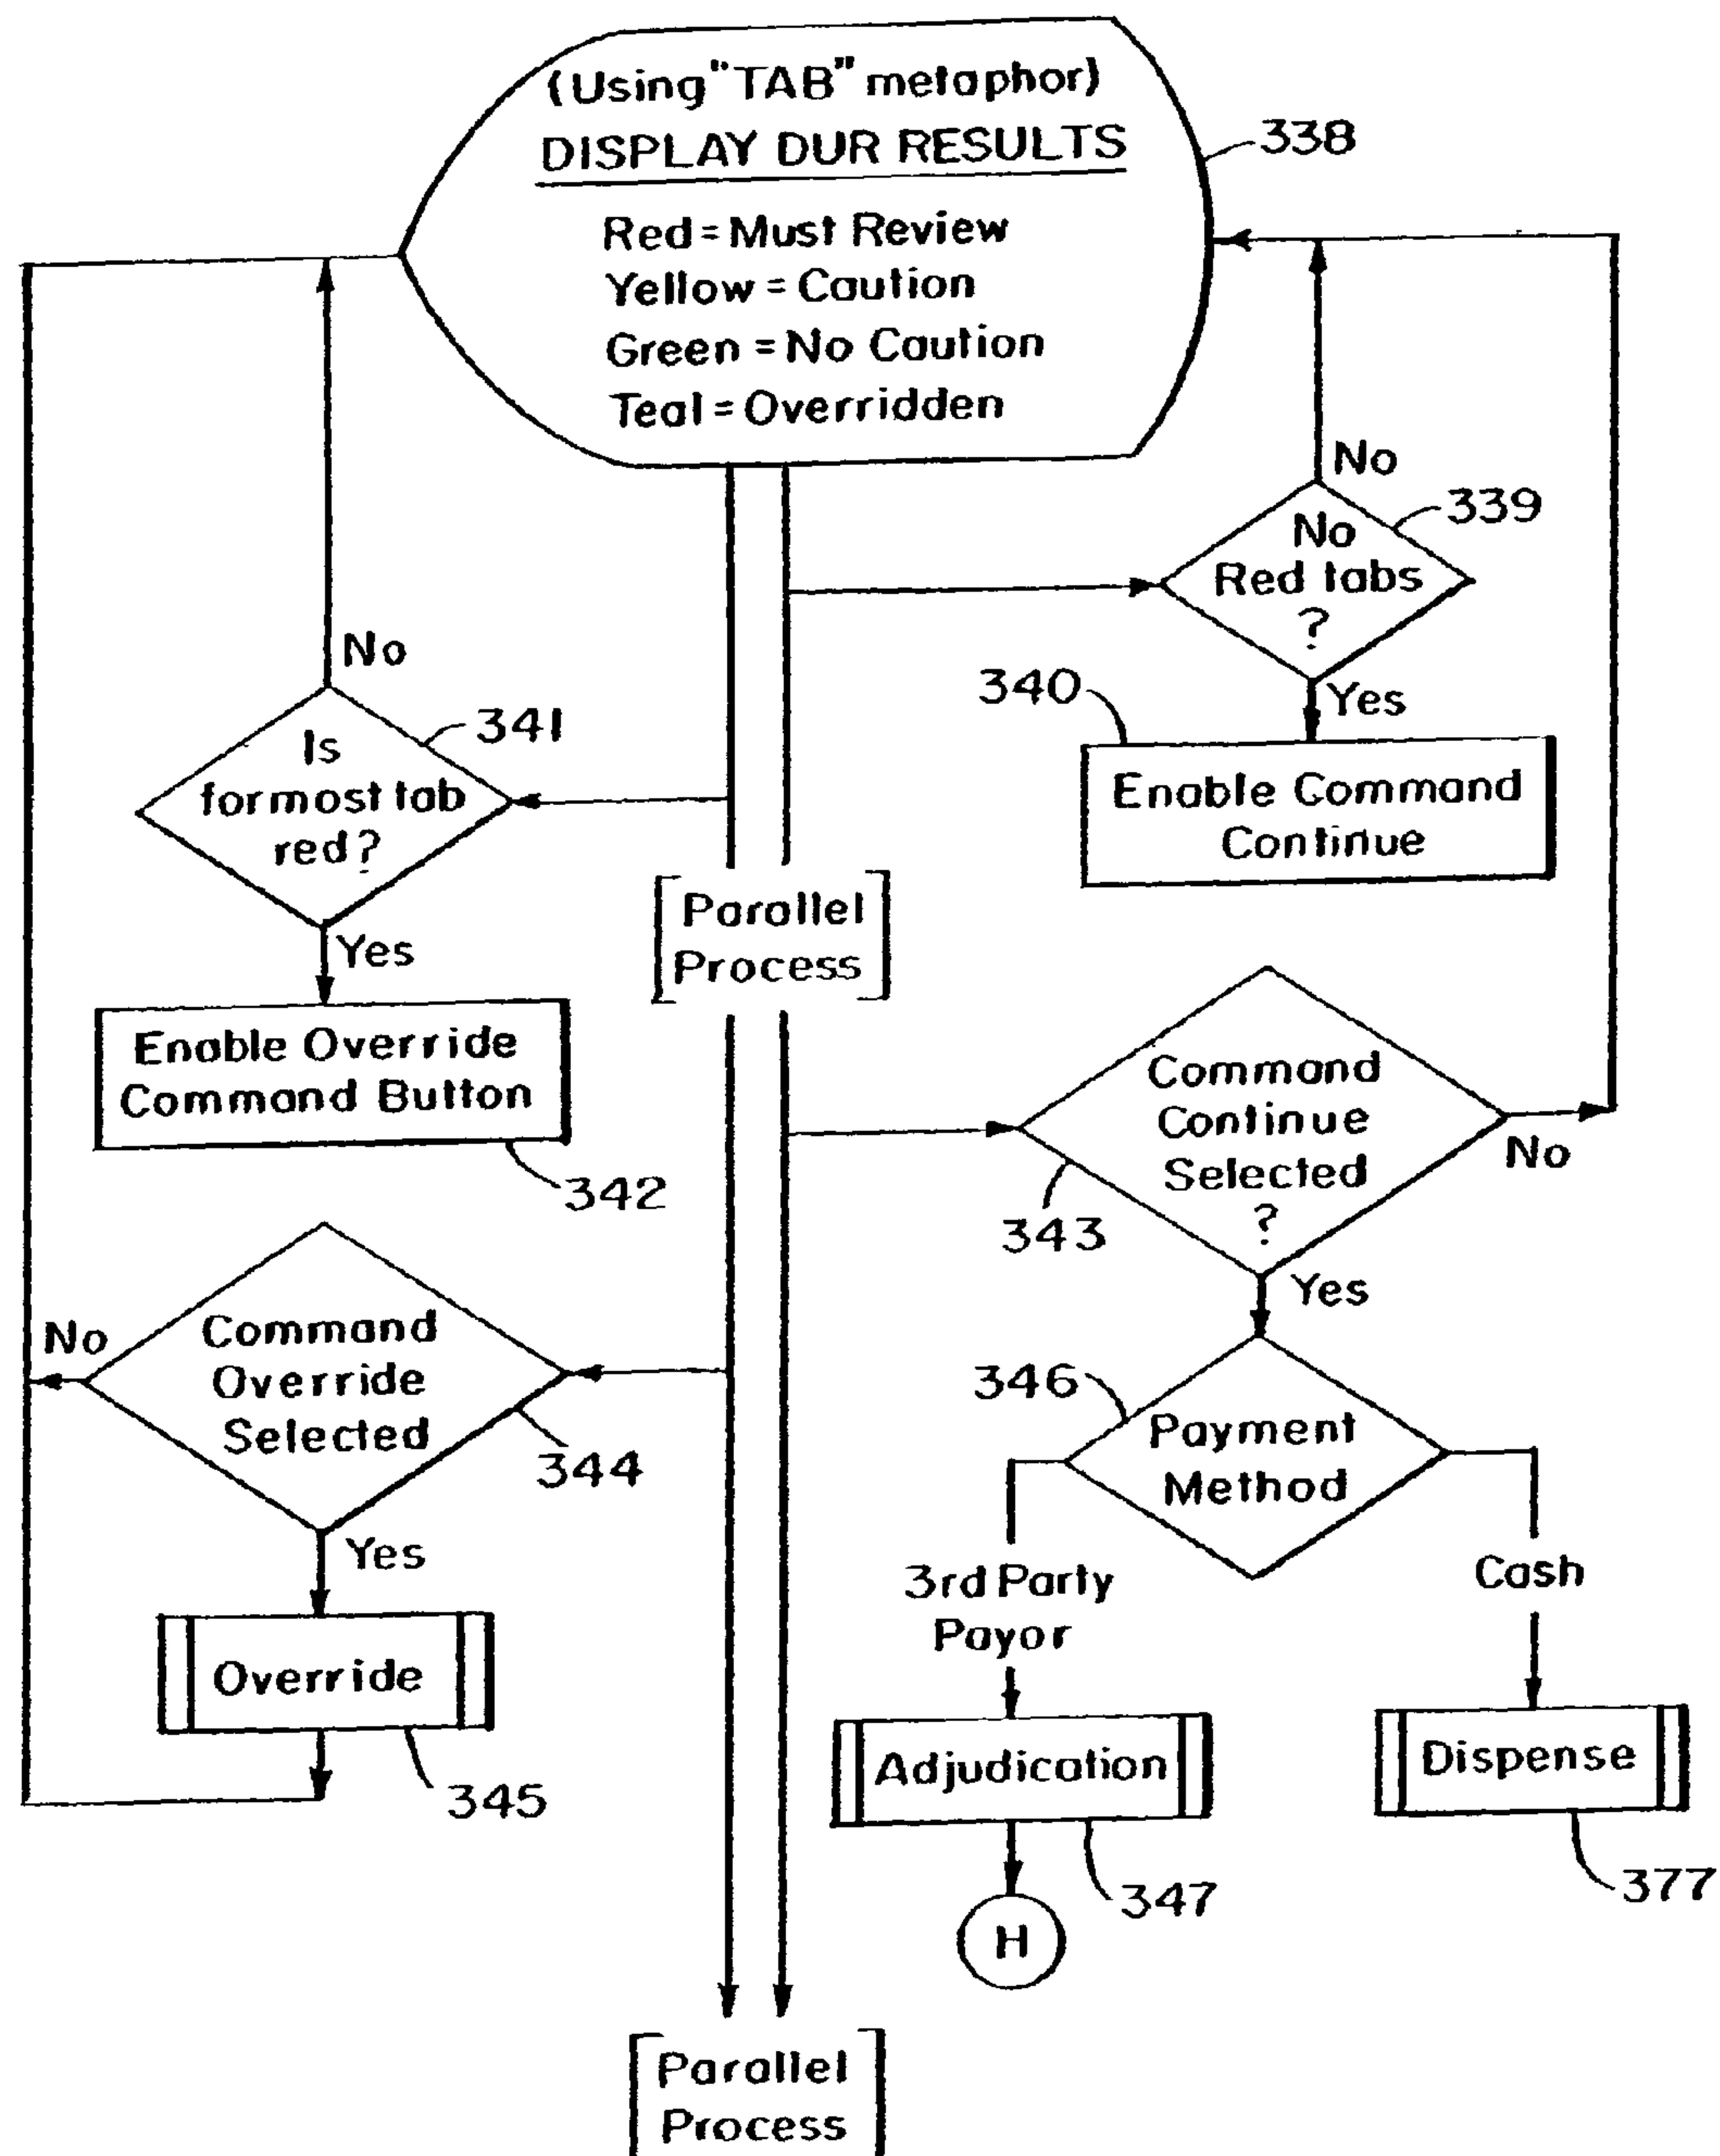 (Using "TAB" metaphor)
DISPLAY DUR RESULTS
Red = Must Review
Yellow = Caution
Green = No Caution
Teal = Overridden
338
No
339
No
Red tabs
?
Yes
340
Enable Command
Continue
No
341
Is
formost tab
red?
Yes
Enable Override
Command Button
342
[Parallel
Process]
Command
Continue
Selected
?
343
No
Yes
No
Command
Override
Selected
344
Yes
Override
345
346
Payment
Method
3rd Party
Payor
Cash
Adjudication
347
Dispense
377
H
[Parallel
Process]